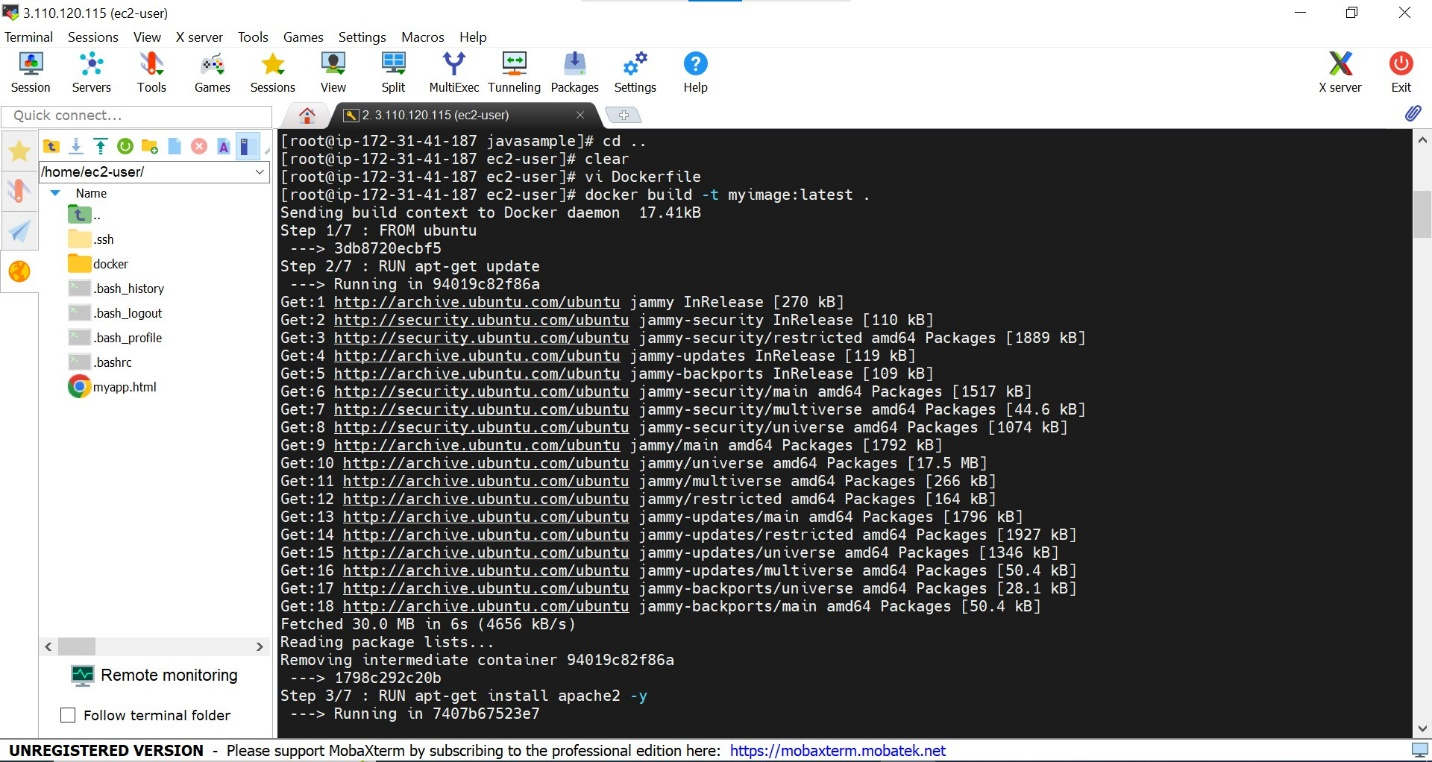 3.110.120.115 (ec2-user)
Terminal Sessions View X server Tools Games Settings Macros Help
Session Servers Tools Games Sessions View Split MultiExec Tunneling Packages Settings Help X server Exit
Quick connect...
2. 3.110.120.115 (ec2-user)
/home/ec2-user/
Name
..
.ssh
docker
.bash_history
.bash_logout
.bash_profile
.bashrc
myapp.html
Remote monitoring
Follow terminal folder
[root@ip-172-31-41-187 javasample]# cd ..
[root@ip-172-31-41-187 ec2-user]# clear
[root@ip-172-31-41-187 ec2-user]# vi Dockerfile
[root@ip-172-31-41-187 ec2-user]# docker build -t myimage:latest .
Sending build context to Docker daemon  17.41kB
Step 1/7 : FROM ubuntu
 ---> 3db8720ecbf5
Step 2/7 : RUN apt-get update
 ---> Running in 94019c82f86a
Get:1 http://archive.ubuntu.com/ubuntu jammy InRelease [270 kB]
Get:2 http://security.ubuntu.com/ubuntu jammy-security InRelease [110 kB]
Get:3 http://security.ubuntu.com/ubuntu jammy-security/restricted amd64 Packages [1889 kB]
Get:4 http://archive.ubuntu.com/ubuntu jammy-updates InRelease [119 kB]
Get:5 http://archive.ubuntu.com/ubuntu jammy-backports InRelease [109 kB]
Get:6 http://security.ubuntu.com/ubuntu jammy-security/main amd64 Packages [1517 kB]
Get:7 http://security.ubuntu.com/ubuntu jammy-security/multiverse amd64 Packages [44.6 kB]
Get:8 http://security.ubuntu.com/ubuntu jammy-security/universe amd64 Packages [1074 kB]
Get:9 http://archive.ubuntu.com/ubuntu jammy/main amd64 Packages [1792 kB]
Get:10 http://archive.ubuntu.com/ubuntu jammy/universe amd64 Packages [17.5 MB]
Get:11 http://archive.ubuntu.com/ubuntu jammy/multiverse amd64 Packages [266 kB]
Get:12 http://archive.ubuntu.com/ubuntu jammy/restricted amd64 Packages [164 kB]
Get:13 http://archive.ubuntu.com/ubuntu jammy-updates/main amd64 Packages [1796 kB]
Get:14 http://archive.ubuntu.com/ubuntu jammy-updates/restricted amd64 Packages [1927 kB]
Get:15 http://archive.ubuntu.com/ubuntu jammy-updates/universe amd64 Packages [1346 kB]
Get:16 http://archive.ubuntu.com/ubuntu jammy-updates/multiverse amd64 Packages [50.4 kB]
Get:17 http://archive.ubuntu.com/ubuntu jammy-backports/universe amd64 Packages [28.1 kB]
Get:18 http://archive.ubuntu.com/ubuntu jammy-backports/main amd64 Packages [50.4 kB]
Fetched 30.0 MB in 6s (4656 kB/s)
Reading package lists...
Removing intermediate container 94019c82f86a
 ---> 1798c292c20b
Step 3/7 : RUN apt-get install apache2 -y
 ---> Running in 7407b67523e7
UNREGISTERED VERSION - Please support MobaXterm by subscribing to the professional edition here: https://mobaxterm.mobatek.net